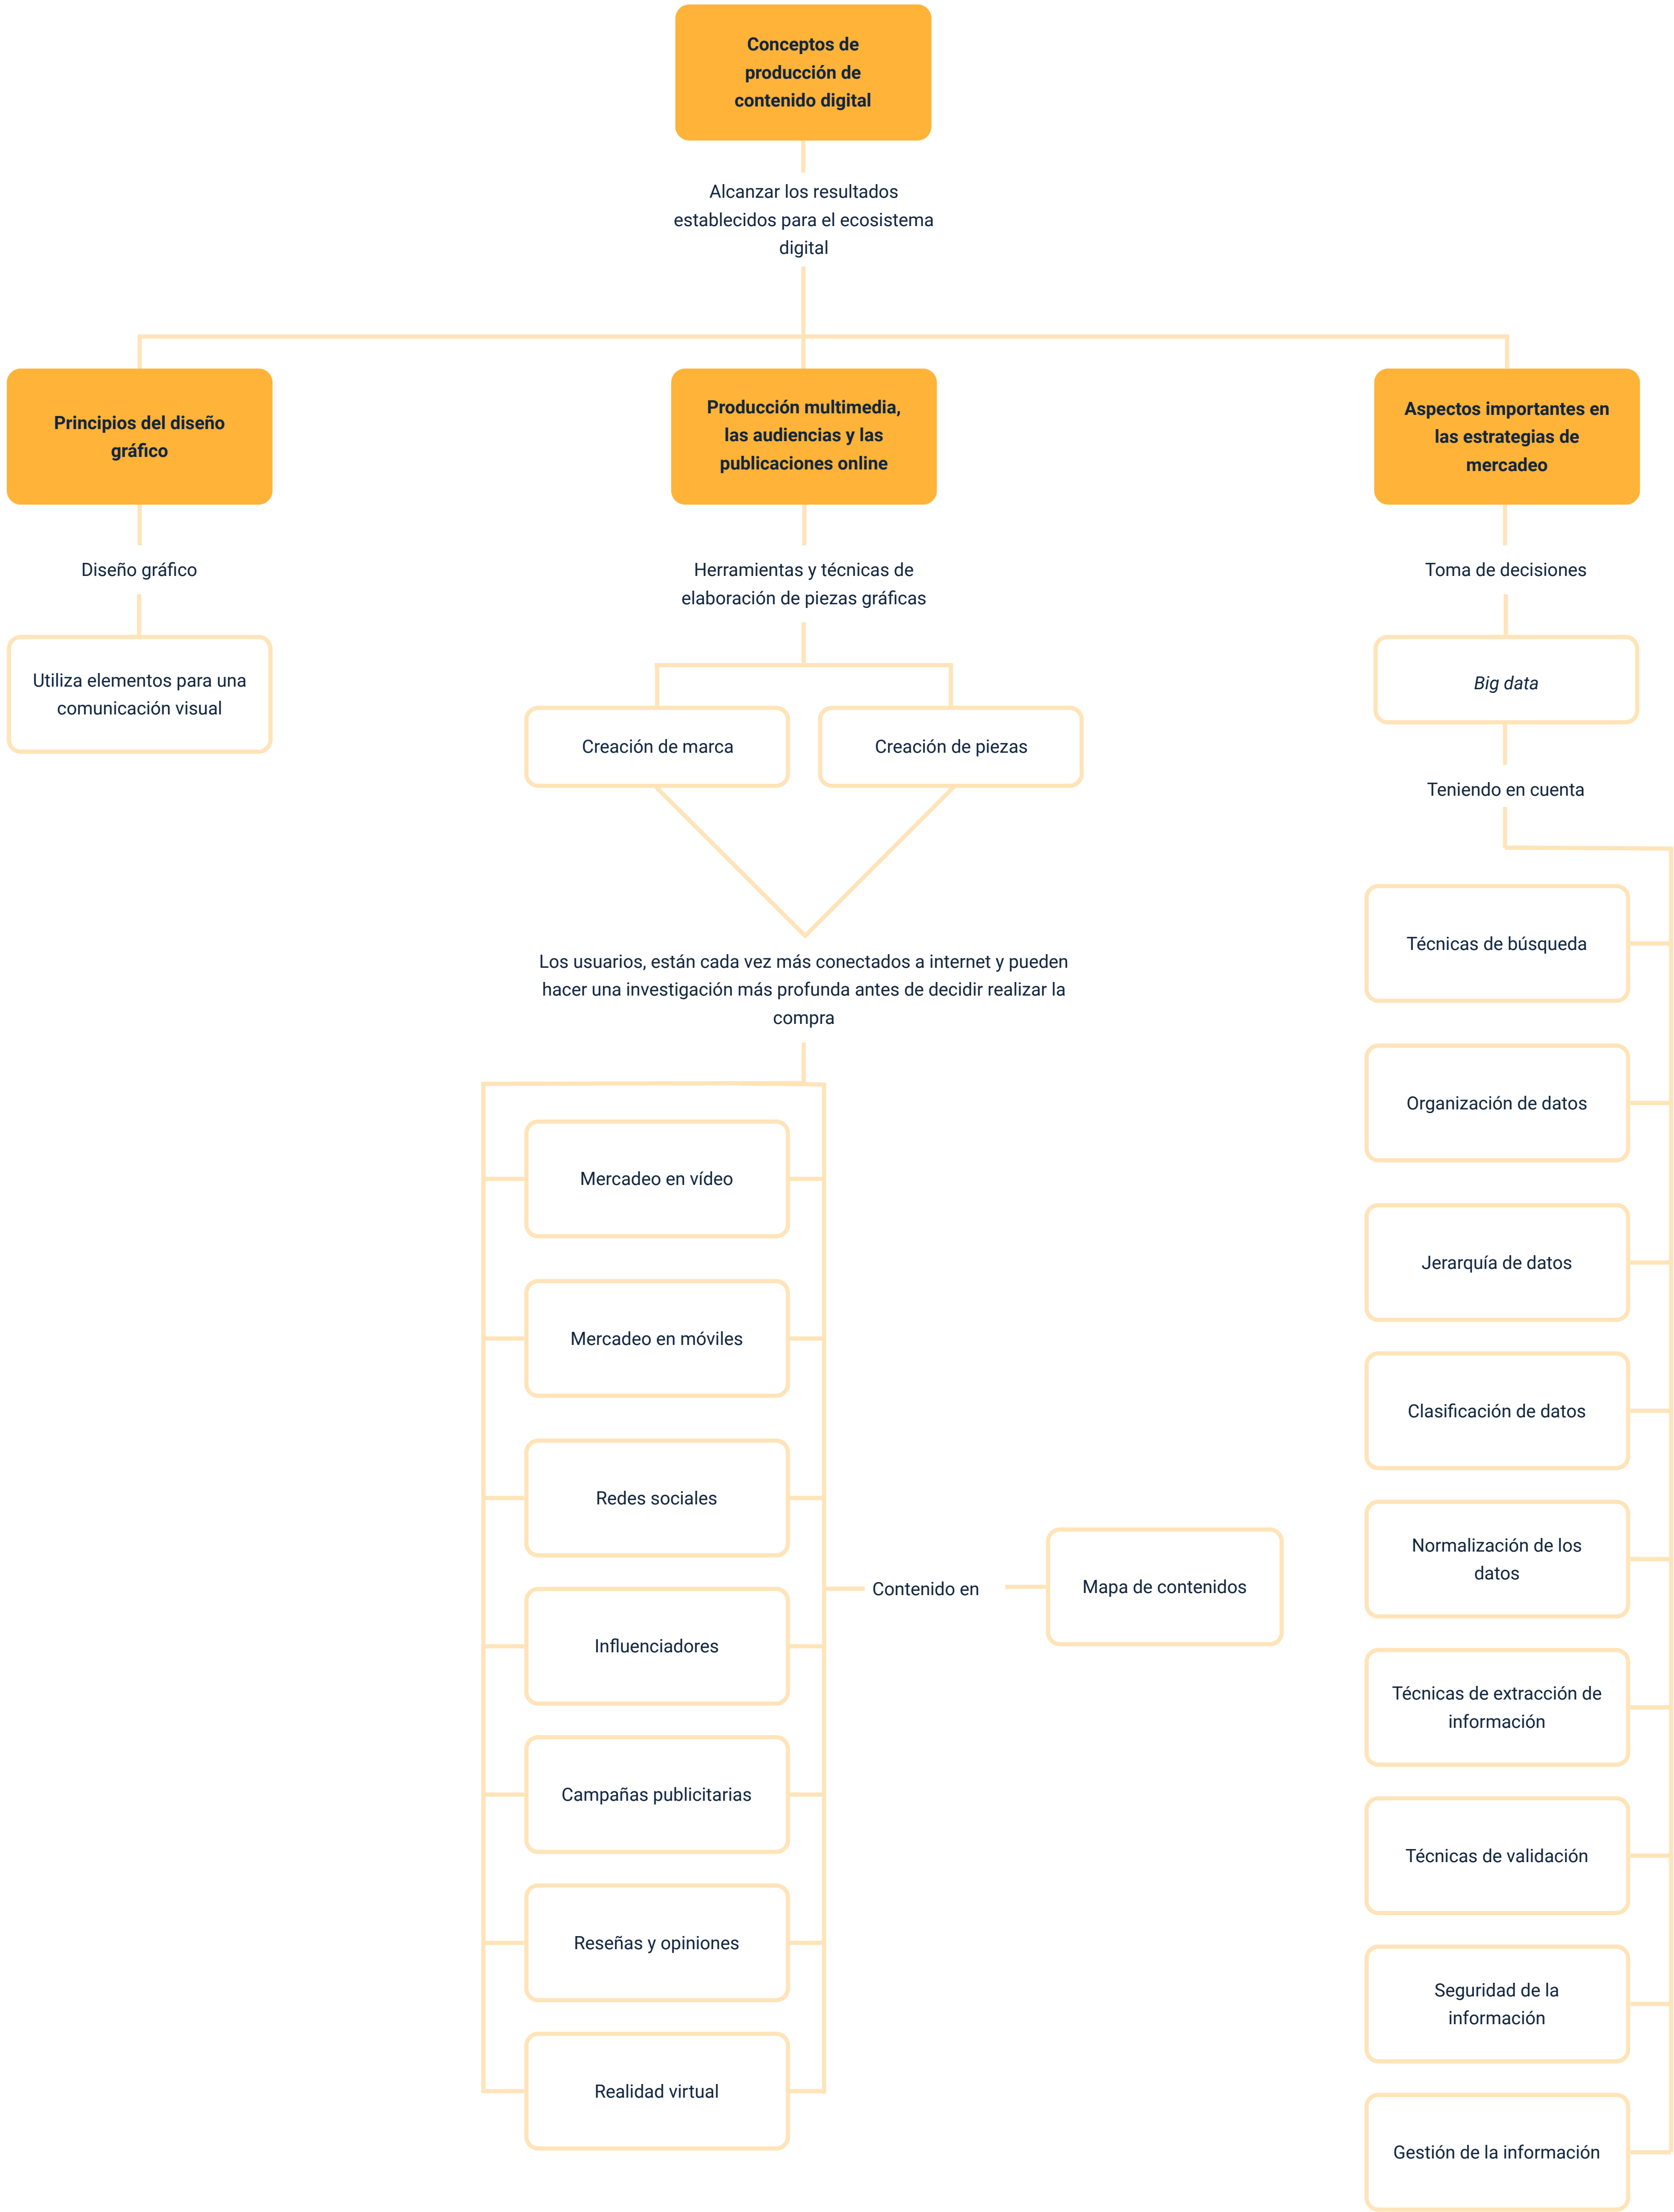 Conceptos de
producción de
contenido digital
Alcanzar los resultados
establecidos para el ecosistema
digital
Principios del diseño
gráfico
Diseño gráfico
Utiliza elementos para una
comunicación visual
Producción multimedia,
las audiencias y las
publicaciones online
Herramientas y técnicas de
elaboración de piezas gráficas
Creación de marca
Creación de piezas
Los usuarios, están cada vez más conectados a internet y pueden
hacer una investigación más profunda antes de decidir realizar la
compra
Mercadeo en vídeo
Mercadeo en móviles
Redes sociales
Influenciadores
Campañas publicitarias
Reseñas y opiniones
Realidad virtual
Contenido en
Mapa de contenidos
Aspectos importantes en
las estrategias de
mercadeo
Toma de decisiones
Big data
Teniendo en cuenta
Técnicas de búsqueda
Organización de datos
Jerarquía de datos
Clasificación de datos
Normalización de los
datos
Técnicas de extracción de
información
Técnicas de validación
Seguridad de la
información
Gestión de la información